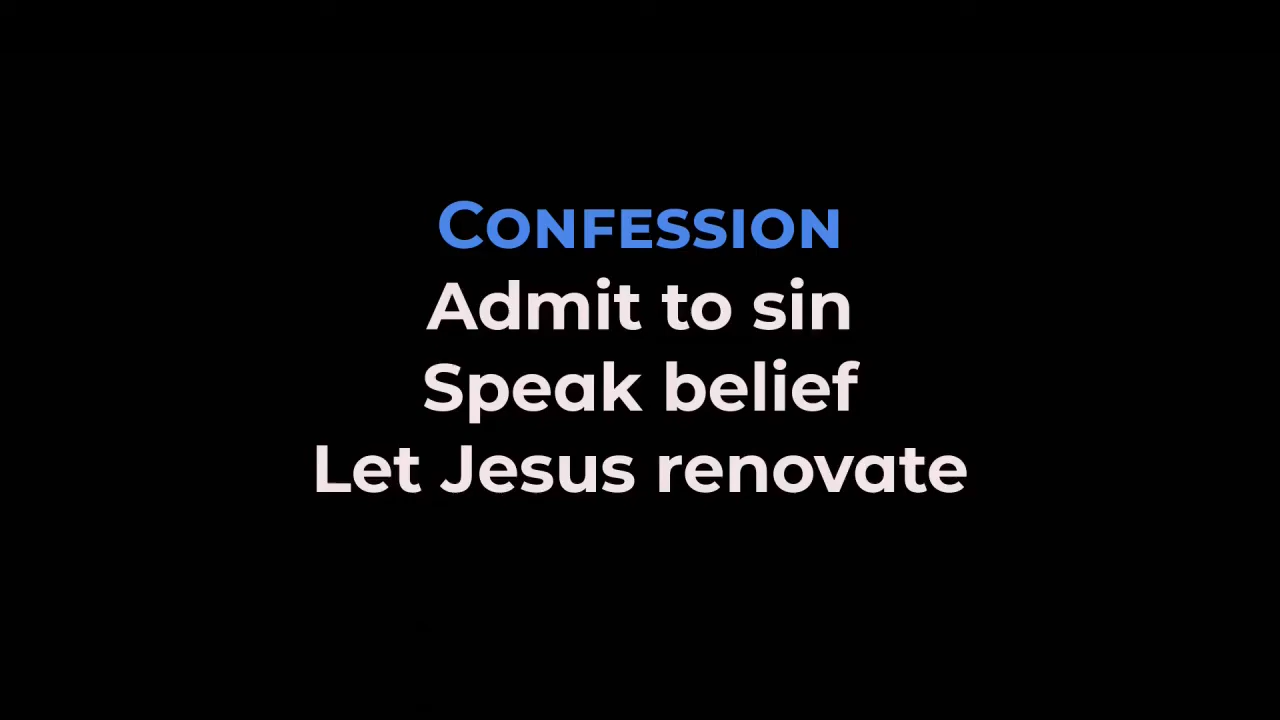 Confession
Admit to sin
Speak belief
Let Jesus renovate